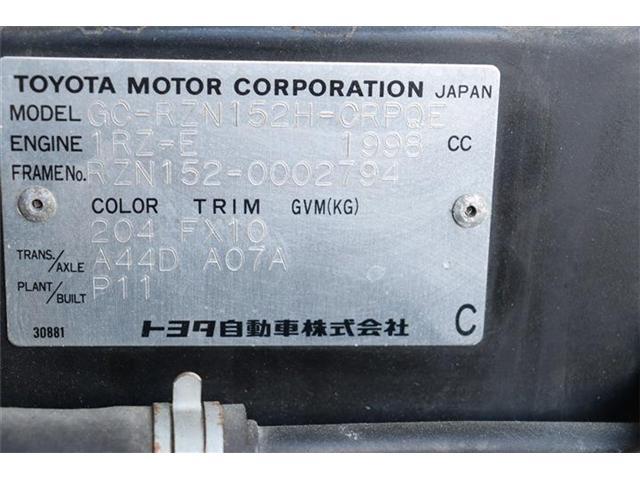 TOYOTA MOTOR CORPORATION JAPAN
MODEL GC-RZN152H-CRPQE
ENGINE 1RZ-E 1998 CC
FRAME No. RZN152-0002794
COLOR TRIM GVM(KG)
204 FX10
TRANS./AXLE A44D A07A
PLANT/BUILT P11
30881 トヨタ自動車株式会社 C